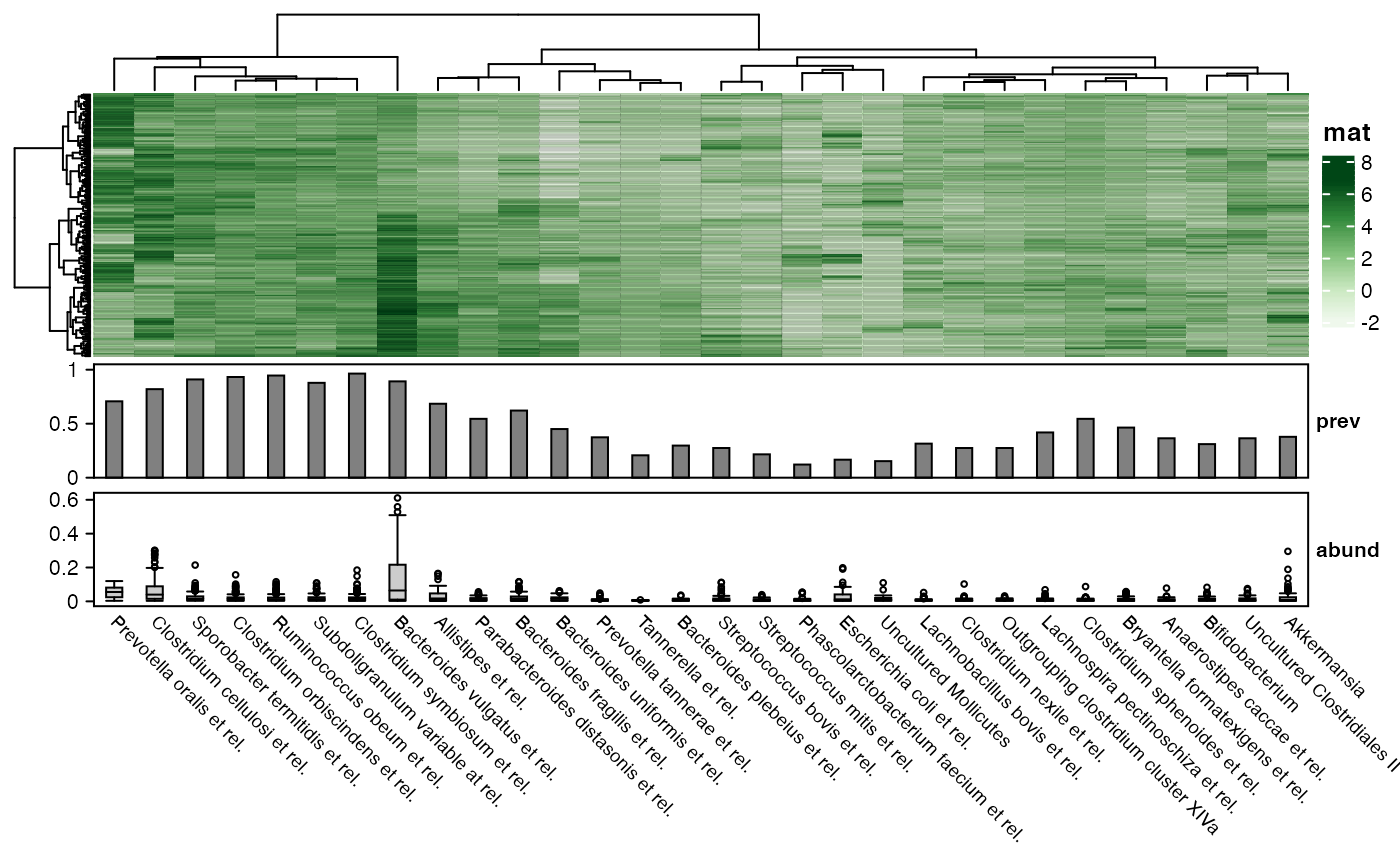 mat
8
6
4
2
0
-2
1
0.5
0
prev
0.6
0.4
0.2
0
abund
Prevotella oralis et rel.
Clostridium cellulosi et rel.
Sporobacter termitidis et rel.
Clostridium orbiscindens et rel.
Ruminococcus obeum et rel.
Subdoligranulum variable at rel.
Clostridium symbiosum et rel.
Bacteroides vulgatus et rel.
Allistipes et rel.
Parabacteroides distasonis et rel.
Bacteroides fragilis et rel.
Bacteroides uniformis et rel.
Prevotella tannerae et rel.
Tannerella et rel.
Bacteroides plebeius et rel.
Streptococcus bovis et rel.
Streptococcus mitis et rel.
Phascolarctobacterium faecium et rel.
Escherichia coli et rel.
Uncultured Mollicutes
Lachnobacillus bovis et rel.
Clostridium nexile et rel.
Outgrouping clostridium cluster XIVa
Lachnospira pectinoschiza et rel.
Clostridium sphenoides et rel.
Bryantella formatexigens et rel.
Anaerostipes caccae et rel.
Bifidobacterium
Uncultured Clostridiales II
Akkermansia